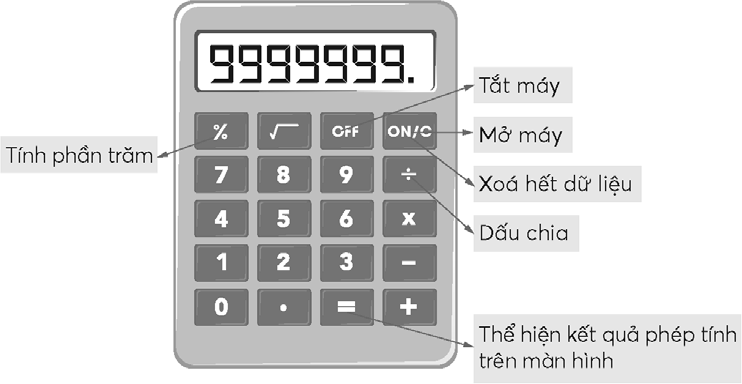 9999999.
Tắt máy
% √ OFF ON/C
Mở máy
Tính phần trăm
7 8 9 ÷
Xoá hết dữ liệu
4 5 6 x
Dấu chia
1 2 3 −
0 . = +
Thể hiện kết quả phép tính
trên màn hình